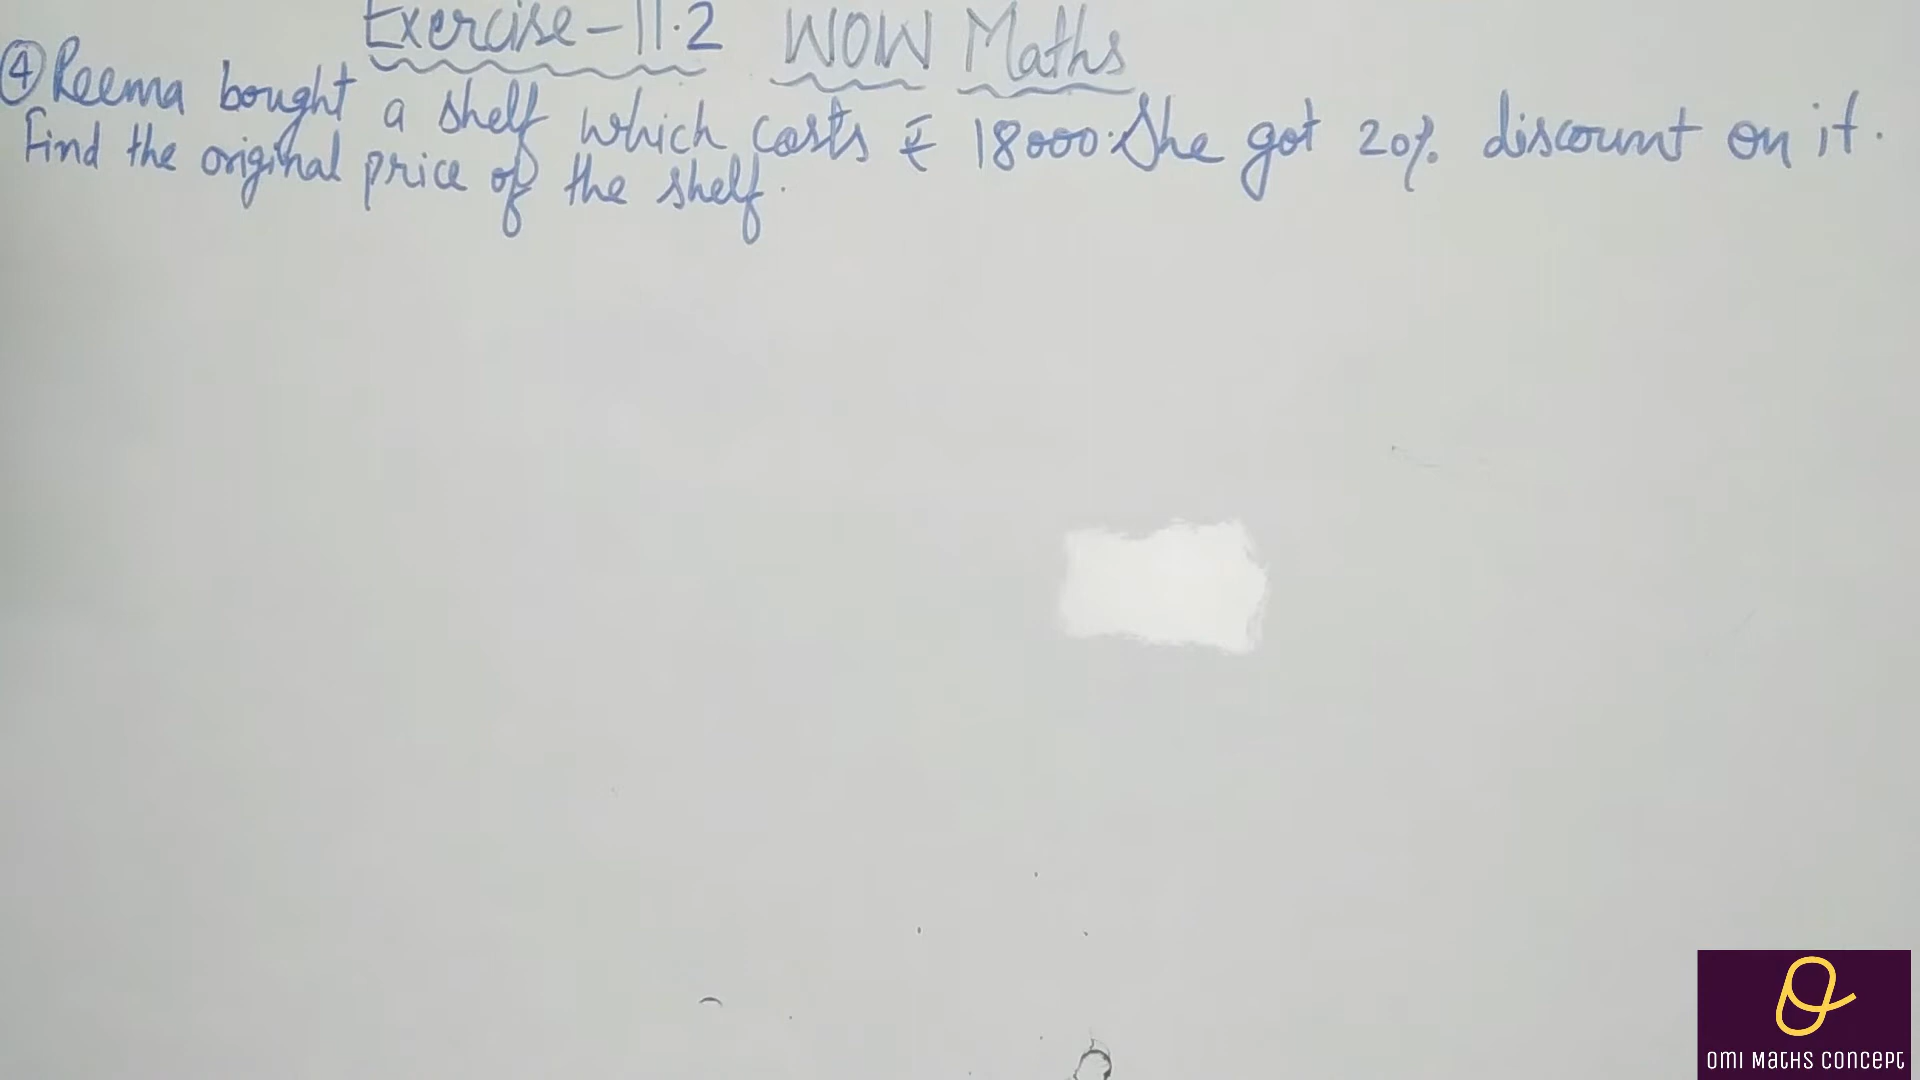 Exercise-11.2 WOW Maths
④ Reema bought a shelf which costs ₹ 18000. She got 20% discount on it.
Find the original price of the shelf.
OMI MATHS CONCEPT